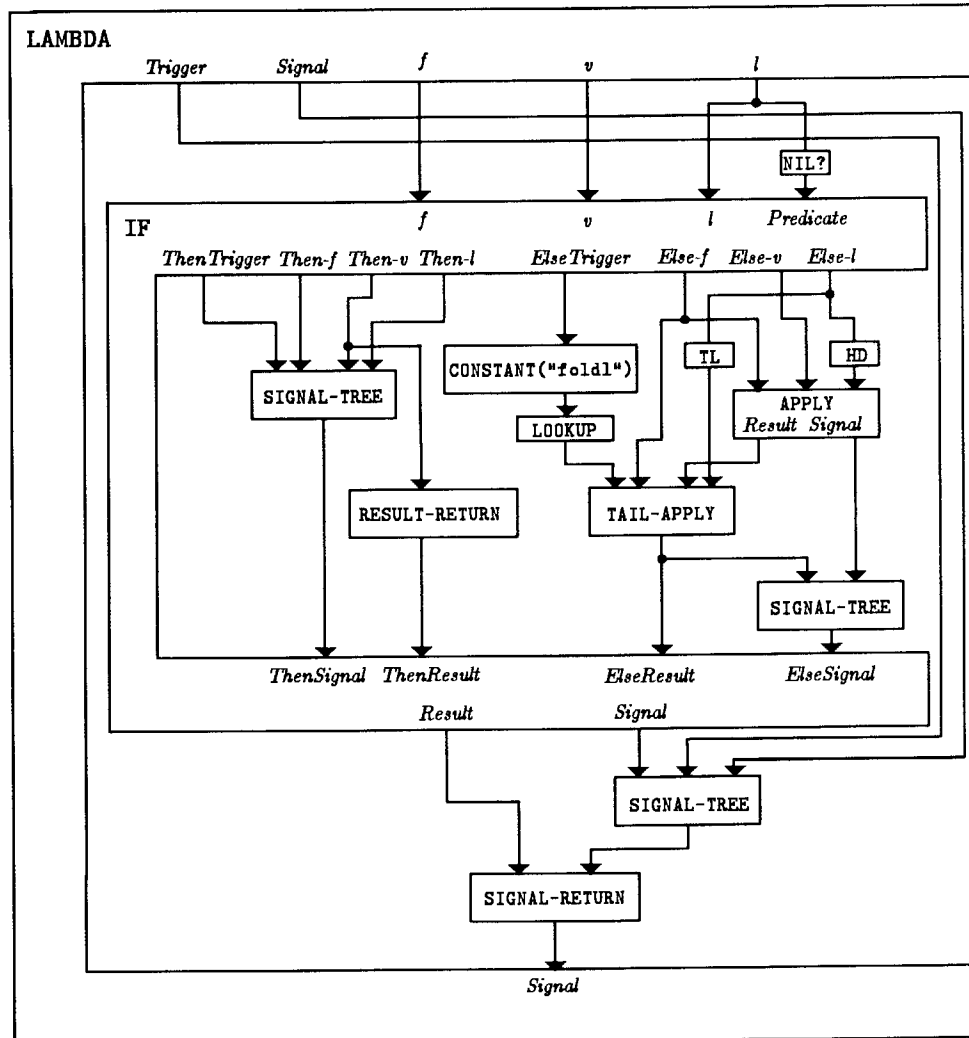 LAMBDA
Trigger Signal f v l
NIL?
IF f v l Predicate
ThenTrigger Then-f Then-v Then-l ElseTrigger Else-f Else-v Else-l
CONSTANT("foldl") TL HD
SIGNAL-TREE APPLY
LOOKUP Result Signal
RESULT-RETURN TAIL-APPLY
SIGNAL-TREE
ThenSignal ThenResult ElseResult ElseSignal
Result Signal
SIGNAL-TREE
SIGNAL-RETURN
Signal